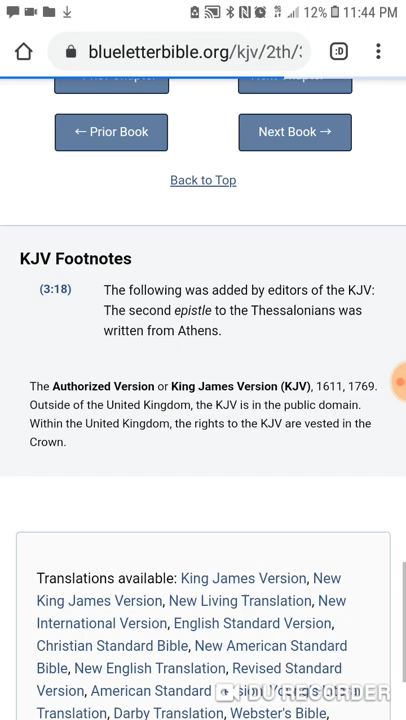 12% 11:44 PM
blueletterbible.org/kjv/2th/
:D
← Prior Book
Next Book →
Back to Top
KJV Footnotes
(3:18)
The following was added by editors of the KJV:
The second epistle to the Thessalonians was
written from Athens.
The Authorized Version or King James Version (KJV), 1611, 1769.
Outside of the United Kingdom, the KJV is in the public domain.
Within the United Kingdom, the rights to the KJV are vested in the
Crown.
Translations available: King James Version, New
King James Version, New Living Translation, New
International Version, English Standard Version,
Christian Standard Bible, New American Standard
Bible, New English Translation, Revised Standard
Version, American Standard
DU RECORDER
Translation, Darby Translation, Webster's Bible,